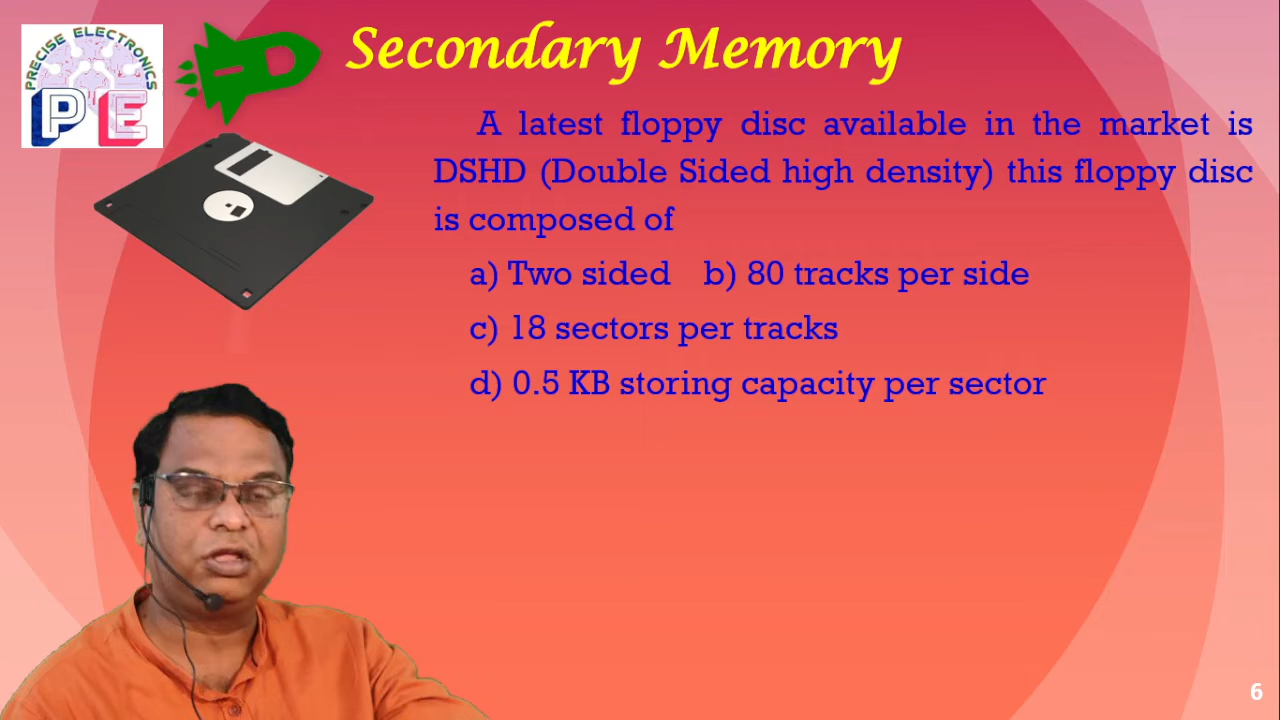 PRECISE ELECTRONICS
PE
Secondary Memory
A latest floppy disc available in the market is
DSHD (Double Sided high density) this floppy disc
is composed of
a) Two sided b) 80 tracks per side
c) 18 sectors per tracks
d) 0.5 KB storing capacity per sector
6